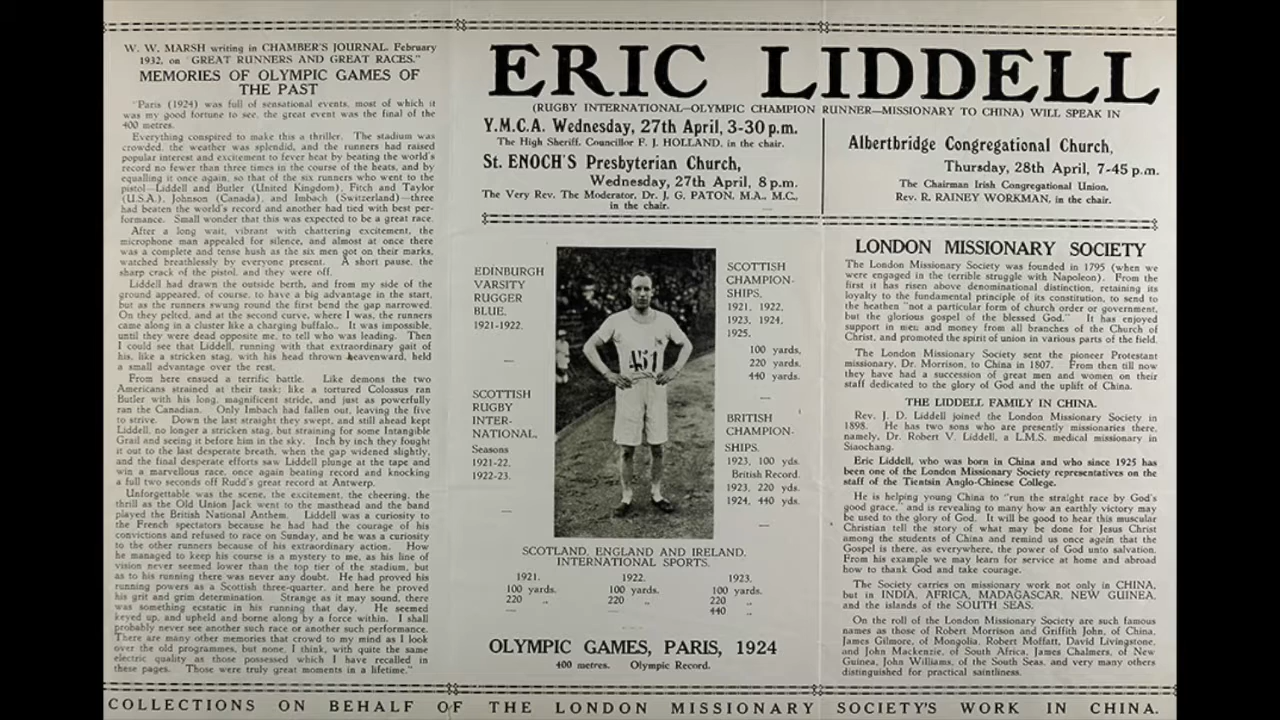 W. W. MARSH writing in CHAMBER'S JOURNAL, February
1932, on "GREAT RUNNERS AND GREAT RACES."
MEMORIES OF OLYMPIC GAMES OF
THE PAST
"Paris (1924) was full of sensational events, most of which it
was my good fortune to see, the great event was the final of the
400 metres.
Everything conspired to make this a thriller. The stadium was
crowded, the weather was splendid, and the runners had raised
popular interest and excitement to fever heat by beating the world's
record no fewer than three times in the course of the heats, and by
equalling it once again, so that of the six runners who went to the
pistol—Liddell and Butler (United Kingdom), Fitch and Taylor
(U.S.A.), Johnson (Canada), and Imbach (Switzerland)—three
had beaten the world's record and another had tied with best per-
formance. Small wonder that this was expected to be a great race.
After a long wait, vibrant with chattering excitement, the
microphone man appealed for silence, and almost at once there
was a complete and tense hush as the six men got on their marks,
watched breathlessly by everyone present. A short pause, the
sharp crack of the pistol, and they were off.
Liddell had drawn the outside berth, and from my side of the
ground appeared, of course, to have a big advantage in the start,
but as the runners swung round the first bend the gap narrowed.
On they pelted, and at the second curve, where I was, the runners
came along in a cluster like a charging buffalo.. It was impossible,
until they were dead opposite me, to tell who was leading. Then
I could see that Liddell, running with that extraordinary gait of
his, like a stricken stag, with his head thrown heavenward, held
a small advantage over the rest.
From here ensued a terrific battle. Like demons the two
Americans strained at their task; like a tortured Colossus ran
Butler with his long, magnificent stride, and just as powerfully
ran the Canadian. Only Imbach had fallen out, leaving the five
to strive. Down the last straight they swept, and still ahead kept
Liddell, no longer a stricken stag, but straining for some Intangible
Grail and seeing it before him in the sky. Inch by inch they fought
it out to the last desperate breath, when the gap widened slightly,
and the final desperate efforts saw Liddell plunge at the tape and
win a marvellous race, once again beating record and knocking
a full two seconds off Rudd's great record at Antwerp.
Unforgettable was the scene, the excitement, the cheering, the
thrill as the Old Union Jack went to the masthead and the band
played the British National Anthem. Liddell was a curiosity to
the French spectators because he had had the courage of his
convictions and refused to race on Sunday, and he was a curiosity
to the other runners because of his extraordinary action. How
he managed to keep his course is a mystery to me, as his line of
vision never seemed lower than the top tier of the stadium, but
as to his running there was never any doubt. He had proved his
running powers as a Scottish three-quarter, and here he proved
his grit and grim determination. Strange as it may sound, there
was something ecstatic in his running that day. He seemed
keyed up, and upheld and borne along by a force within. I shall
probably never see another such race or another such performance.
There are many other memories that crowd to my mind as I look
over the old programmes, but none, I think, with quite the same
electric quality as those possessed which I have recalled in
these pages. Those were truly great moments in a lifetime."
ERIC LIDDELL
(RUGBY INTERNATIONAL—OLYMPIC CHAMPION RUNNER—MISSIONARY TO CHINA) WILL SPEAK IN
Y.M.C.A. Wednesday, 27th April, 3-30 p.m.
The High Sheriff, Councillor F. J. HOLLAND, in the chair.
St. ENOCH'S Presbyterian Church,
Wednesday, 27th April, 8 p.m.
The Very Rev. The Moderator, Dr. J. G. PATON, M.A., M.C.,
in the chair.
Albertbridge Congregational Church,
Thursday, 28th April, 7-45 p.m.
The Chairman Irish Congregational Union,
Rev. R. RAINEY WORKMAN, in the chair.
EDINBURGH
VARSITY
RUGGER
BLUE.
1921-1922.
SCOTTISH
RUGBY
INTER-
NATIONAL.
Seasons
1921-22.
1922-23.
451
SCOTTISH
CHAMPION-
SHIPS.
1921, 1922,
1923, 1924,
1925.
100 yards,
220 yards.
440 yards.
BRITISH
CHAMPION-
SHIPS.
1923, 100 yds.
British Record.
1923, 220 yds.
1924, 440 yds.
SCOTLAND, ENGLAND AND IRELAND.
INTERNATIONAL SPORTS.
1921. 1922. 1923.
100 yards. 100 yards. 100 yards.
220 ,, 220 ,, 220 ,,
440 ,,
OLYMPIC GAMES, PARIS, 1924
400 metres. Olympic Record.
LONDON MISSIONARY SOCIETY
The London Missionary Society was founded in 1795 (when we
were engaged in the terrible struggle with Napoleon). From the
first it has risen above denominational distinction, retaining its
loyalty to the fundamental principle of its constitution, to send to
the heathen "not a particular form of church order or government,
but the glorious gospel of the blessed God." It has enjoyed
support in men and money from all branches of the Church of
Christ, and promoted the spirit of union in various parts of the field.
The London Missionary Society sent the pioneer Protestant
missionary, Dr. Morrison, to China in 1807. From then till now
they have had a succession of great men and women on their
staff dedicated to the glory of God and the uplift of China.
THE LIDDELL FAMILY IN CHINA.
Rev. J. D. Liddell joined the London Missionary Society in
1898. He has two sons who are presently missionaries there,
namely, Dr. Robert V. Liddell, a L.M.S. medical missionary in
Siaochang.
Eric Liddell, who was born in China and who since 1925 has
been one of the London Missionary Society representatives on the
staff of the Tientsin Anglo-Chinese College.
He is helping young China to "run the straight race by God's
good grace," and is revealing to many how an earthly victory may
be used to the glory of God. It will be good to hear this muscular
Christian tell the story of what may be done for Jesus Christ
among the students of China and remind us once again that the
Gospel is there, as everywhere, the power of God unto salvation.
From his example we may learn for service at home and abroad
how to thank God and take courage.
The Society carries on missionary work not only in CHINA,
but in INDIA, AFRICA, MADAGASCAR, NEW GUINEA,
and the islands of the SOUTH SEAS.
On the roll of the London Missionary Society are such famous
names as those of Robert Morrison and Griffith John, of China,
James Gilmore, of Mongolia, Robert Moffatt, David Livingstone,
and John Mackenzie, of South Africa, James Chalmers, of New
Guinea, John Williams, of the South Seas, and very many others
distinguished for practical saintliness.
COLLECTIONS ON BEHALF OF THE LONDON MISSIONARY SOCIETY'S WORK IN CHINA.